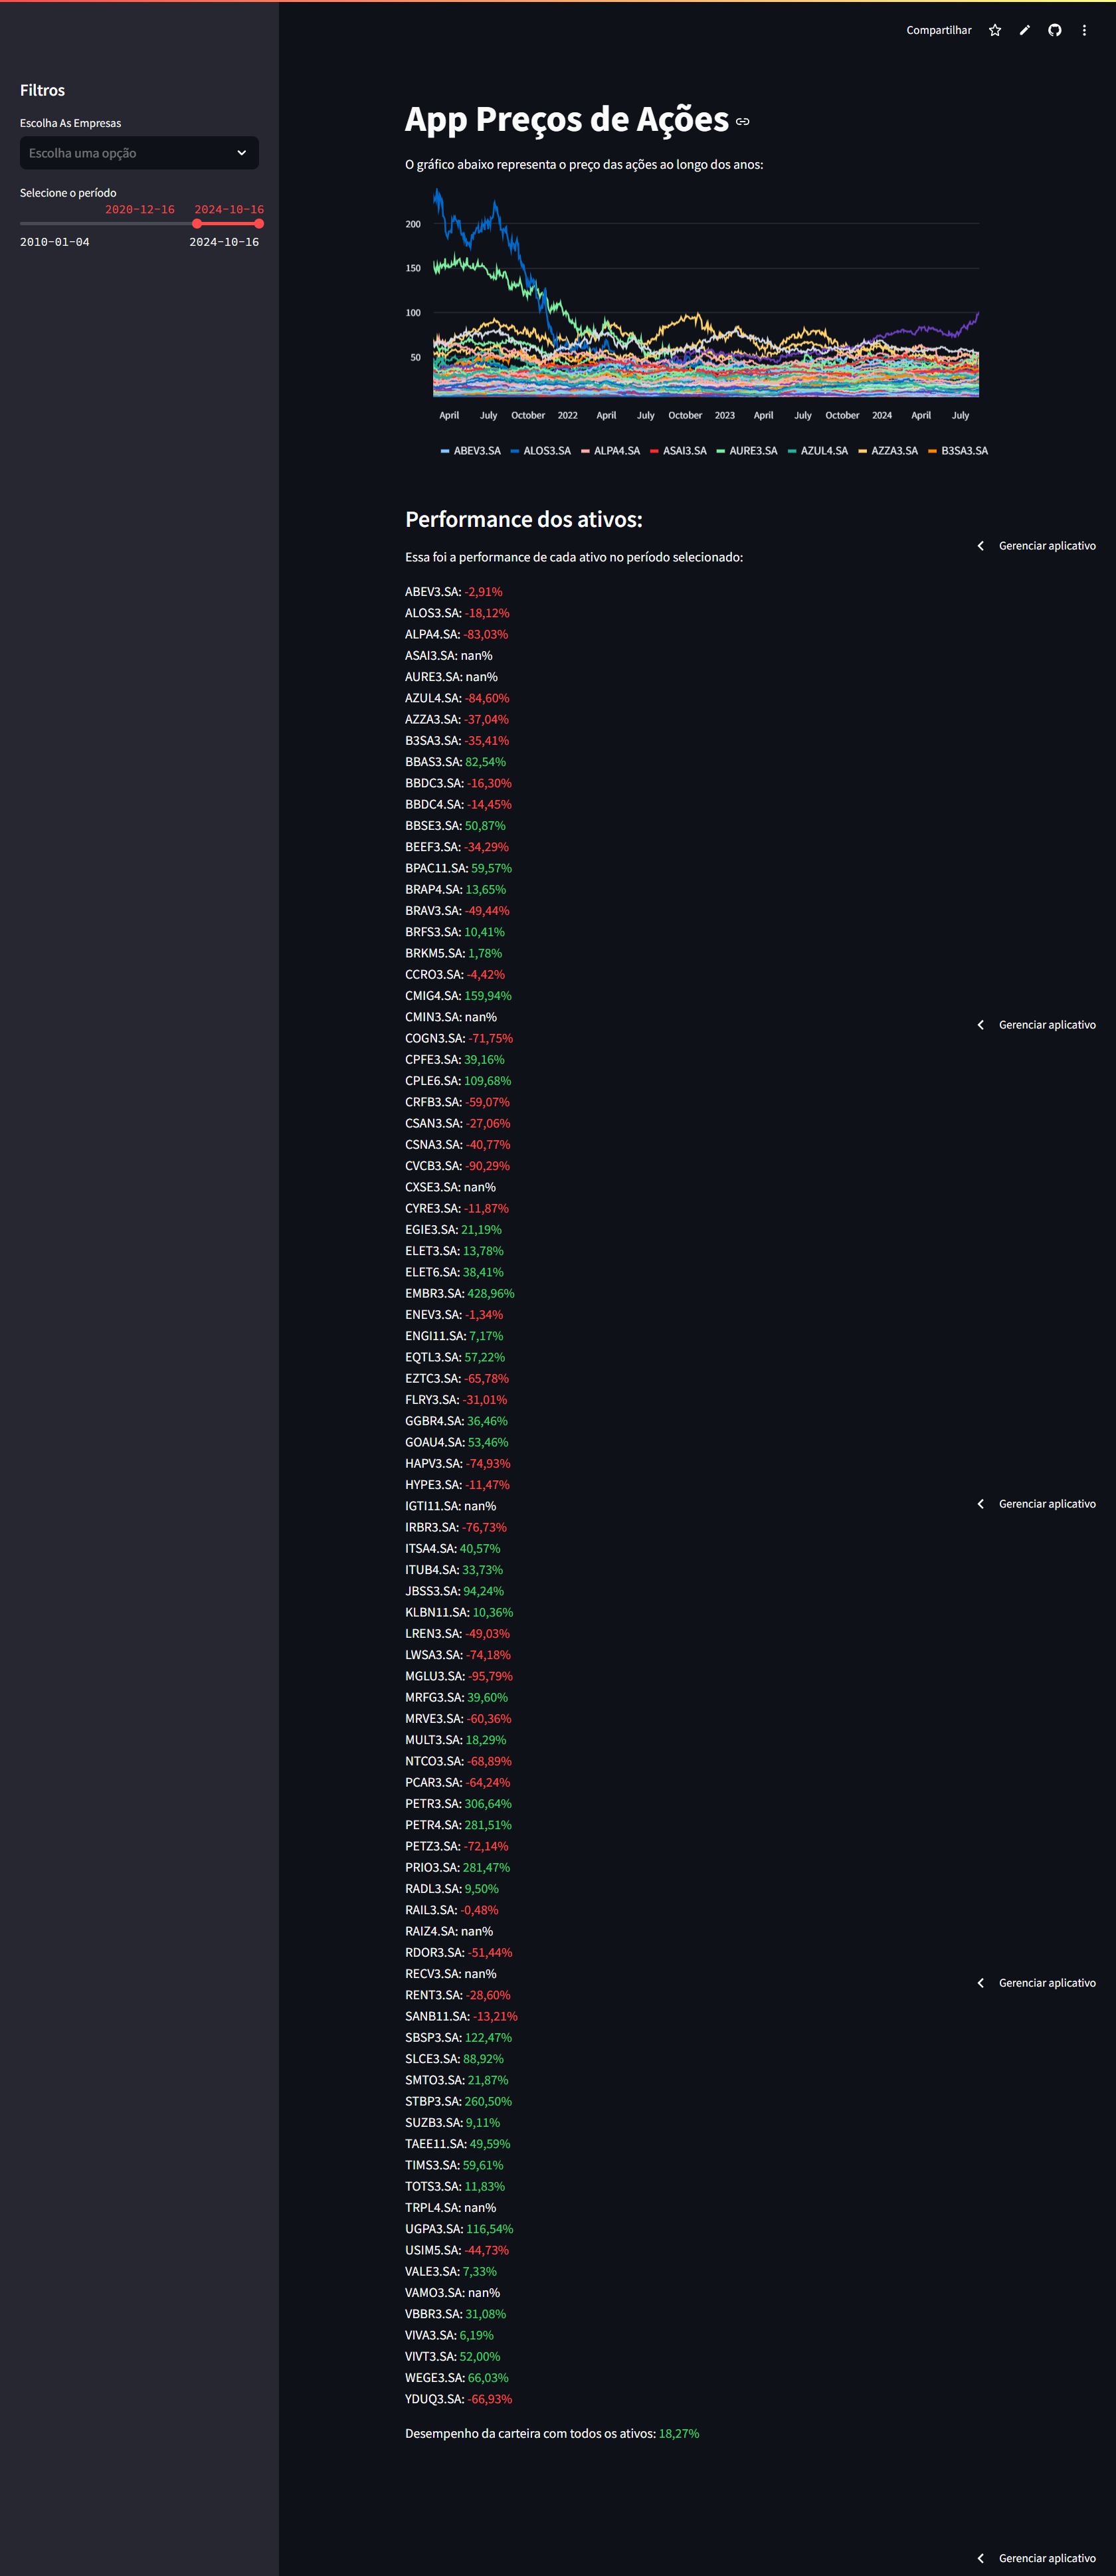 Compartilhar
Filtros
Escolha As Empresas
Escolha uma opção
Selecione o período
2020-12-16 2024-10-16
2010-01-04 2024-10-16
App Preços de Ações
O gráfico abaixo representa o preço das ações ao longo dos anos:
200
150
100
50
April July October 2022 April July October 2023 April July October 2024 April July
ABEV3.SA ALOS3.SA ALPA4.SA ASAI3.SA AURE3.SA AZUL4.SA AZZA3.SA B3SA3.SA
Performance dos ativos:
Gerenciar aplicativo
Essa foi a performance de cada ativo no período selecionado:
ABEV3.SA: -2,91%
ALOS3.SA: -18,12%
ALPA4.SA: -83,03%
ASAI3.SA: nan%
AURE3.SA: nan%
AZUL4.SA: -84,60%
AZZA3.SA: -37,04%
B3SA3.SA: -35,41%
BBAS3.SA: 82,54%
BBDC3.SA: -16,30%
BBDC4.SA: -14,45%
BBSE3.SA: 50,87%
BEEF3.SA: -34,29%
BPAC11.SA: 59,57%
BRAP4.SA: 13,65%
BRAV3.SA: -49,44%
BRFS3.SA: 10,41%
BRKM5.SA: 1,78%
CCRO3.SA: -4,42%
CMIG4.SA: 159,94%
CMIN3.SA: nan%
Gerenciar aplicativo
COGN3.SA: -71,75%
CPFE3.SA: 39,16%
CPLE6.SA: 109,68%
CRFB3.SA: -59,07%
CSAN3.SA: -27,06%
CSNA3.SA: -40,77%
CVCB3.SA: -90,29%
CXSE3.SA: nan%
CYRE3.SA: -11,87%
EGIE3.SA: 21,19%
ELET3.SA: 13,78%
ELET6.SA: 38,41%
EMBR3.SA: 428,96%
ENEV3.SA: -1,34%
ENGI11.SA: 7,17%
EQTL3.SA: 57,22%
EZTC3.SA: -65,78%
FLRY3.SA: -31,01%
GGBR4.SA: 36,46%
GOAU4.SA: 53,46%
HAPV3.SA: -74,93%
HYPE3.SA: -11,47%
IGTI11.SA: nan%
Gerenciar aplicativo
IRBR3.SA: -76,73%
ITSA4.SA: 40,57%
ITUB4.SA: 33,73%
JBSS3.SA: 94,24%
KLBN11.SA: 10,36%
LREN3.SA: -49,03%
LWSA3.SA: -74,18%
MGLU3.SA: -95,79%
MRFG3.SA: 39,60%
MRVE3.SA: -60,36%
MULT3.SA: 18,29%
NTCO3.SA: -68,89%
PCAR3.SA: -64,24%
PETR3.SA: 306,64%
PETR4.SA: 281,51%
PETZ3.SA: -72,14%
PRIO3.SA: 281,47%
RADL3.SA: 9,50%
RAIL3.SA: -0,48%
RAIZ4.SA: nan%
RDOR3.SA: -51,44%
RECV3.SA: nan%
Gerenciar aplicativo
RENT3.SA: -28,60%
SANB11.SA: -13,21%
SBSP3.SA: 122,47%
SLCE3.SA: 88,92%
SMTO3.SA: 21,87%
STBP3.SA: 260,50%
SUZB3.SA: 9,11%
TAEE11.SA: 49,59%
TIMS3.SA: 59,61%
TOTS3.SA: 11,83%
TRPL4.SA: nan%
UGPA3.SA: 116,54%
USIM5.SA: -44,73%
VALE3.SA: 7,33%
VAMO3.SA: nan%
VBBR3.SA: 31,08%
VIVA3.SA: 6,19%
VIVT3.SA: 52,00%
WEGE3.SA: 66,03%
YDUQ3.SA: -66,93%
Desempenho da carteira com todos os ativos: 18,27%
Gerenciar aplicativo